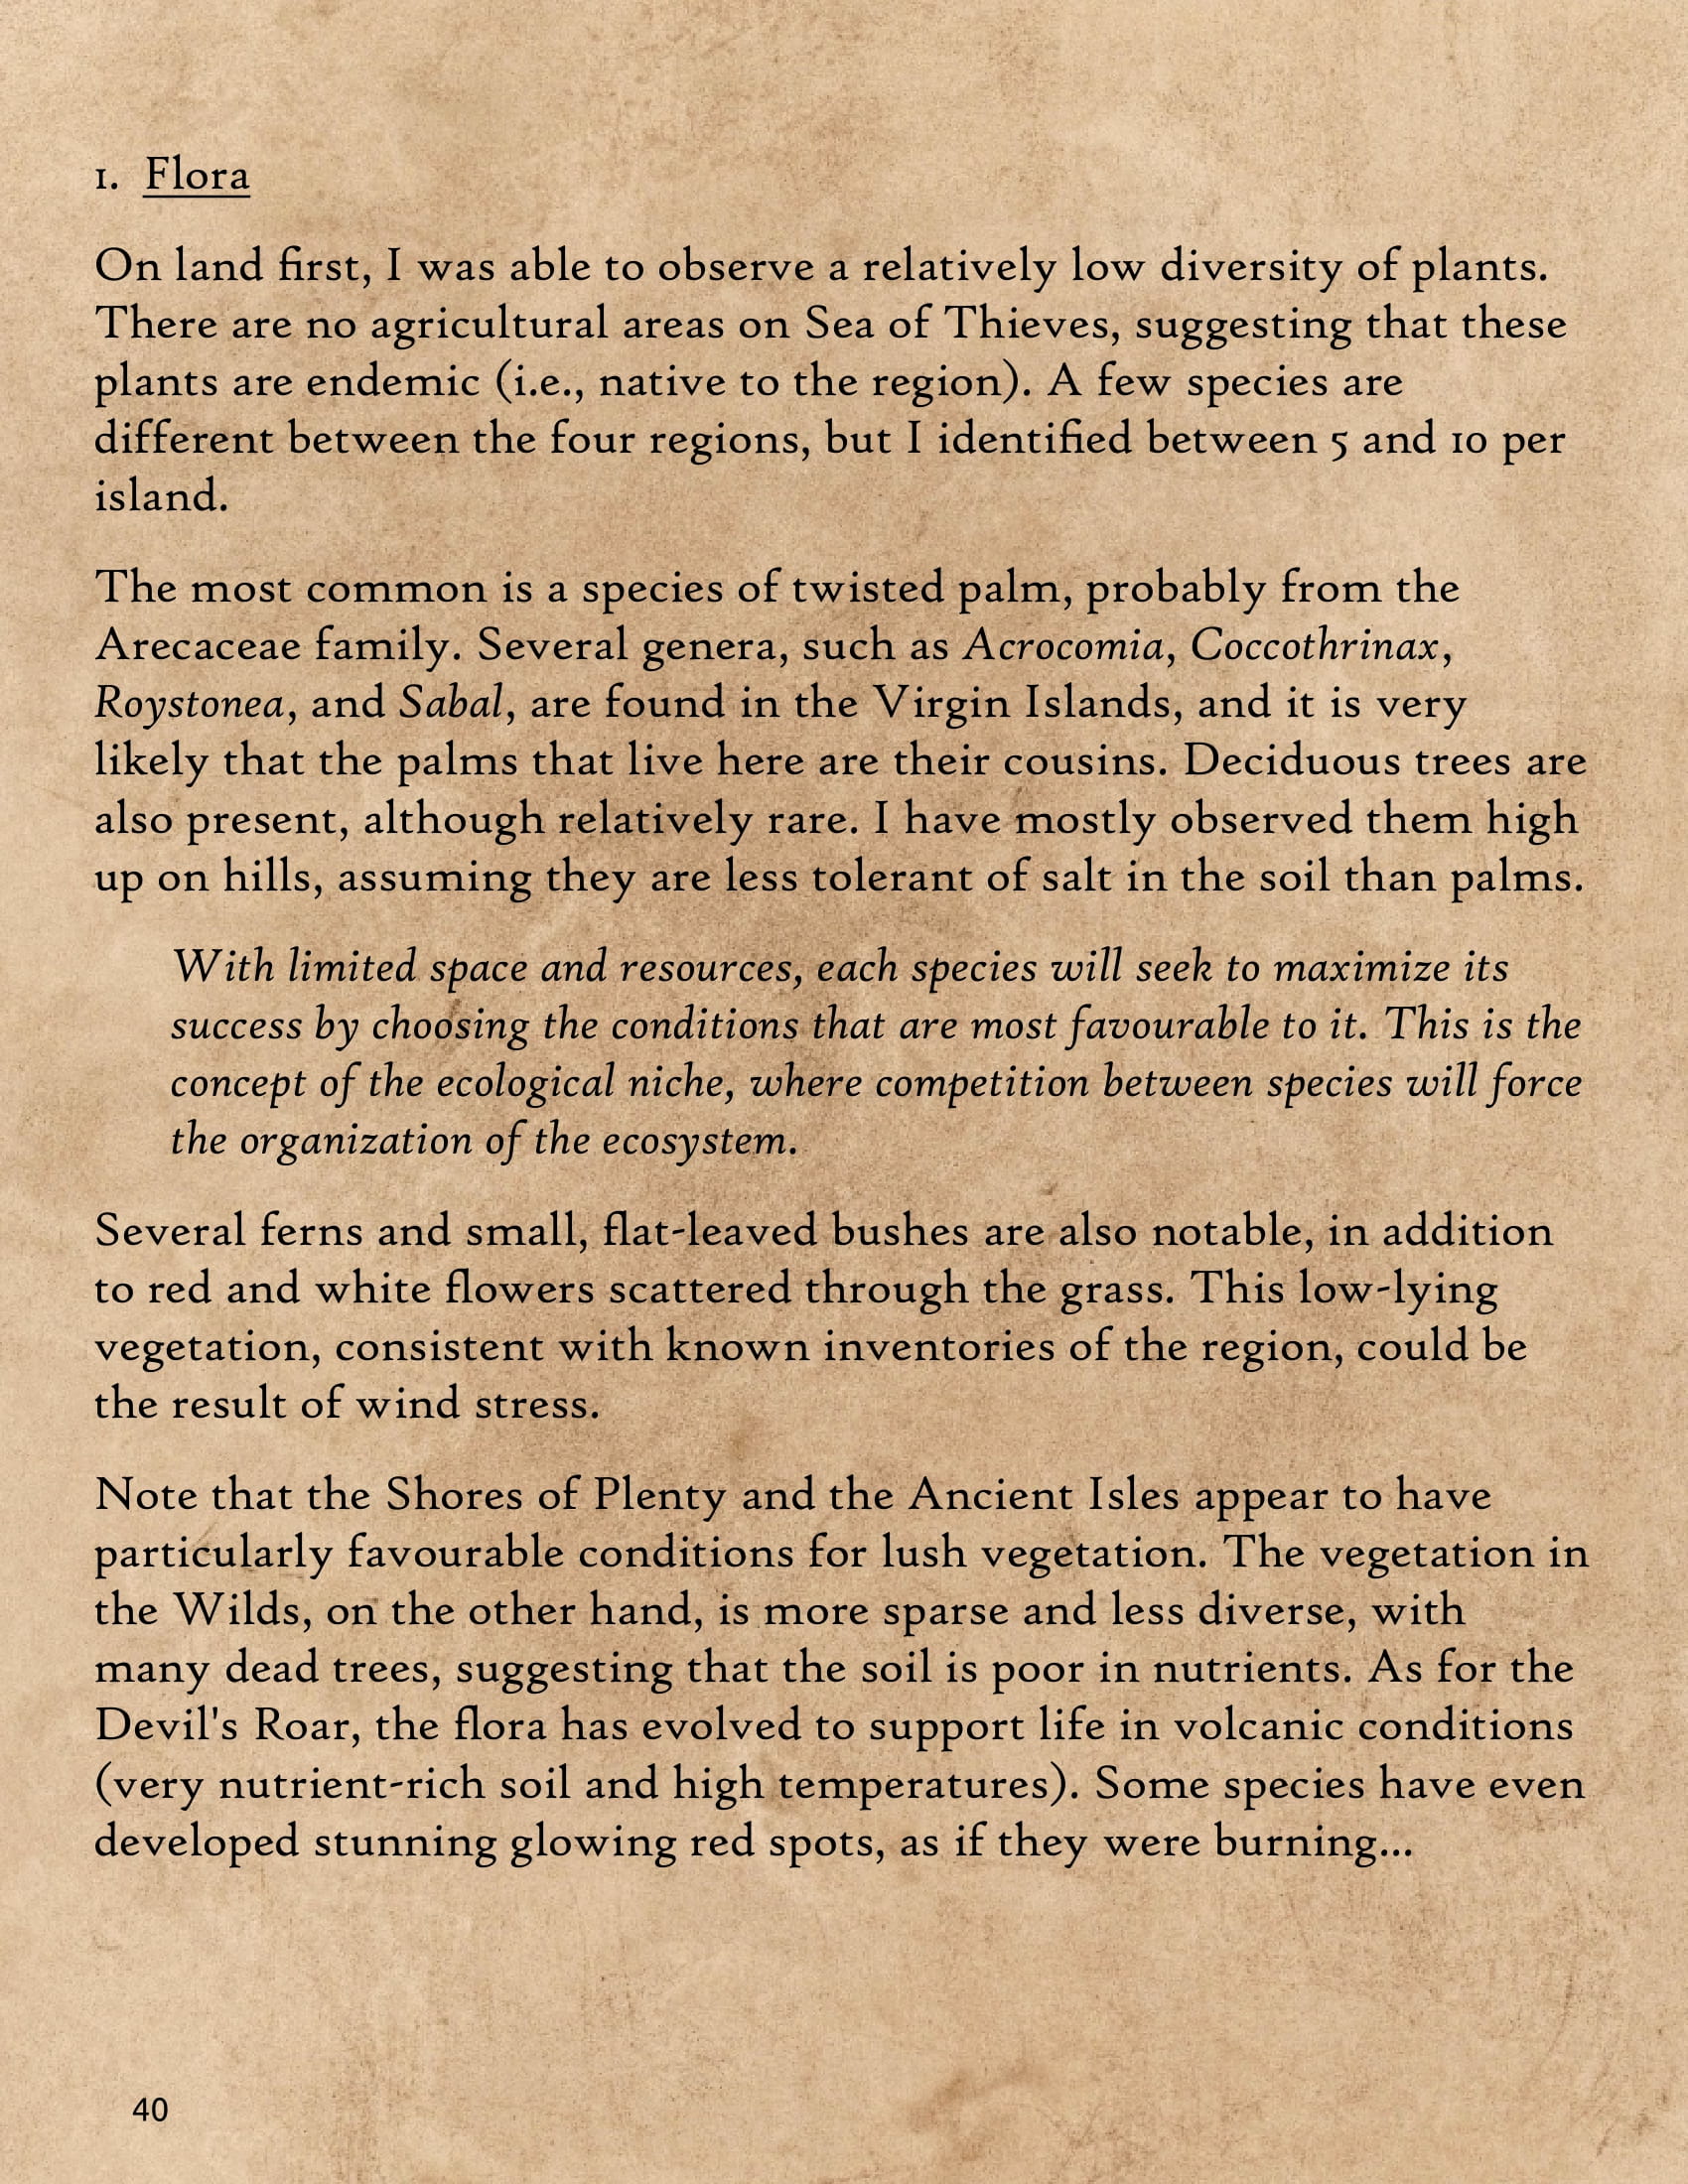 1. Flora
On land first, I was able to observe a relatively low diversity of plants.
There are no agricultural areas on Sea of Thieves, suggesting that these
plants are endemic (i.e., native to the region). A few species are
different between the four regions, but I identified between 5 and 10 per
island.
The most common is a species of twisted palm, probably from the
Arecaceae family. Several genera, such as Acrocomia, Coccothrinax,
Roystonea, and Sabal, are found in the Virgin Islands, and it is very
likely that the palms that live here are their cousins. Deciduous trees are
also present, although relatively rare. I have mostly observed them high
up on hills, assuming they are less tolerant of salt in the soil than palms.
With limited space and resources, each species will seek to maximize its
success by choosing the conditions that are most favourable to it. This is the
concept of the ecological niche, where competition between species will force
the organization of the ecosystem.
Several ferns and small, flat-leaved bushes are also notable, in addition
to red and white flowers scattered through the grass. This low-lying
vegetation, consistent with known inventories of the region, could be
the result of wind stress.
Note that the Shores of Plenty and the Ancient Isles appear to have
particularly favourable conditions for lush vegetation. The vegetation in
the Wilds, on the other hand, is more sparse and less diverse, with
many dead trees, suggesting that the soil is poor in nutrients. As for the
Devil's Roar, the flora has evolved to support life in volcanic conditions
(very nutrient-rich soil and high temperatures). Some species have even
developed stunning glowing red spots, as if they were burning...
40